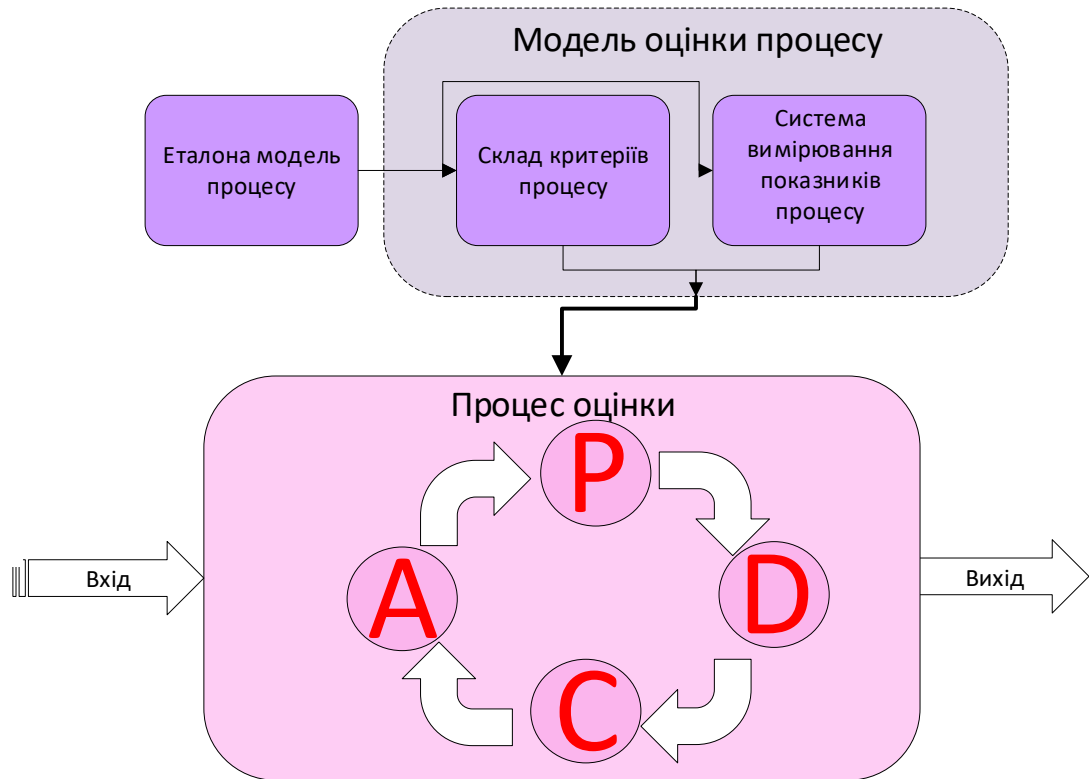 Модель оцінки процесу
Еталона модель
процесу
Склад критеріїв
процесу
Система
вимірювання
показників
процесу
Процес оцінки
P
A
D
C
Вхід
Вихід